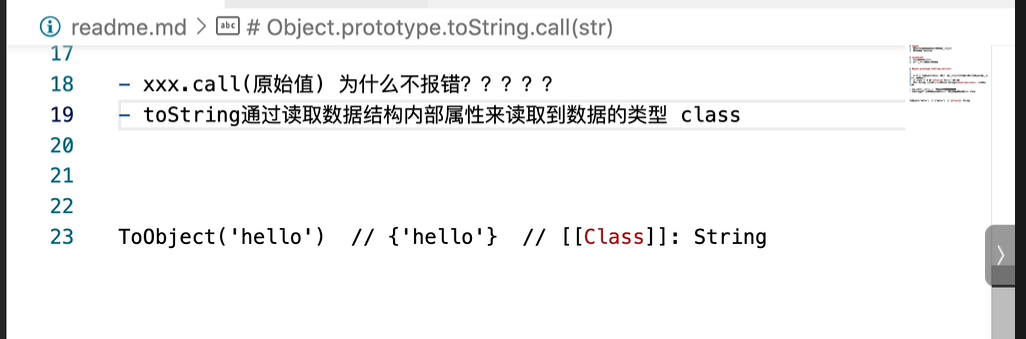 readme.md > abc # Object.prototype.toString.call(str)
17
18 - xxx.call(原始值) 为什么不报错?????
19 - toString通过读取数据结构内部属性来读取到数据的类型 class
20
21
22
23 ToObject('hello') // {'hello'} // [[Class]]: String